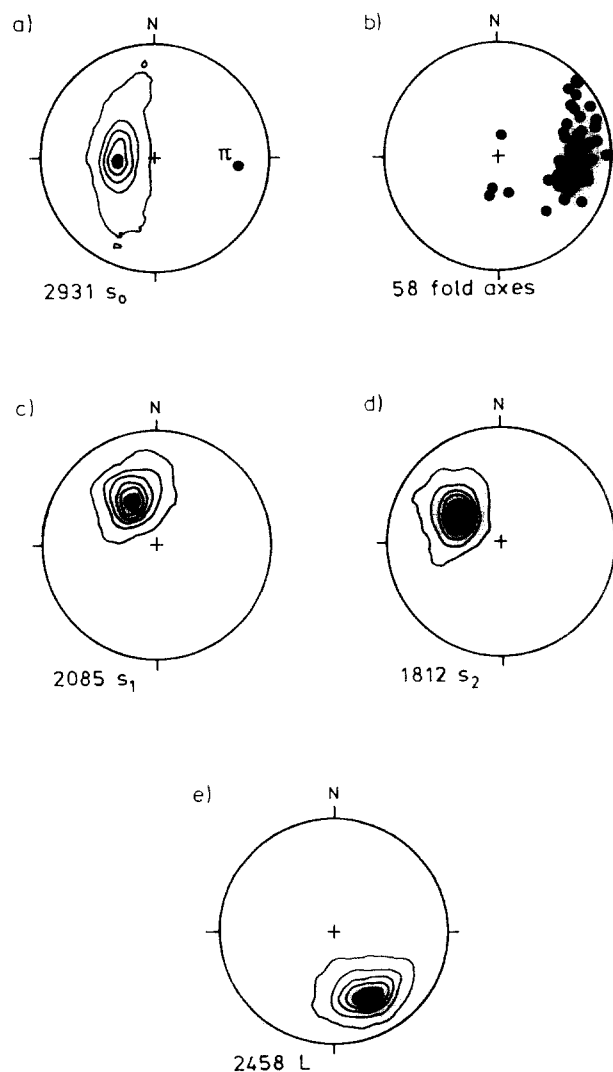 a)
N
π
2931 s₀
b)
N
58 fold axes
c)
N
2085 s₁
d)
N
1812 s₂
e)
N
2458 L